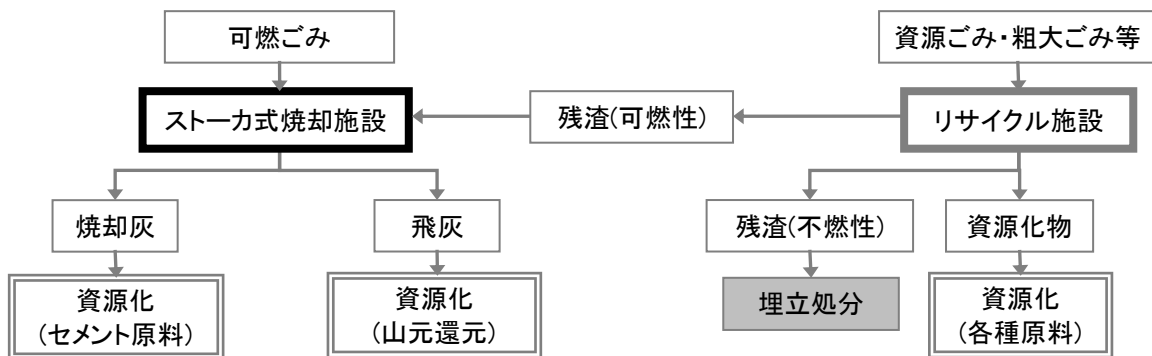 可燃ごみ
資源ごみ・粗大ごみ等
ストーカ式焼却施設
残渣(可燃性)
リサイクル施設
焼却灰
飛灰
残渣(不燃性)
資源化物
資源化
(セメント原料)
資源化
(山元還元)
埋立処分
資源化
(各種原料)